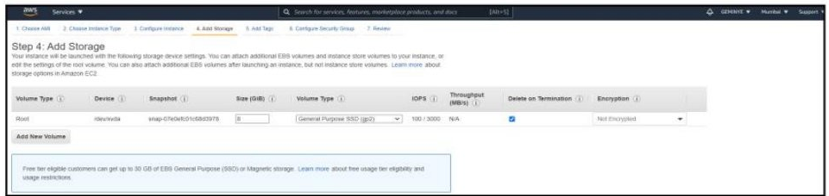 aws Services ▾ Search for services, features, marketplace products, and docs [Alt+S] GEMINIYE ▾ Mumbai ▾ Support
1. Choose AMI 2. Choose Instance Type 3. Configure Instance 4. Add Storage 5. Add Tags 6. Configure Security Group 7. Review
Step 4: Add Storage
Your instance will be launched with the following storage device settings. You can attach additional EBS volumes and instance store volumes to your instance, or
edit the settings of the root volume. You can also attach additional EBS volumes after launching an instance, but not instance store volumes. Learn more about
storage options in Amazon EC2.
Volume Type Device Snapshot Size (GiB) Volume Type IOPS Throughput (MB/s) Delete on Termination Encryption
Root /dev/xvda 8 General Purpose SSD (gp2) 100 / 3000 N/A Not Encrypted
Add New Volume
Free tier eligible customers can get up to 30 GB of EBS General Purpose (SSD) or Magnetic storage. Learn more about free usage tier eligibility and
usage restrictions.